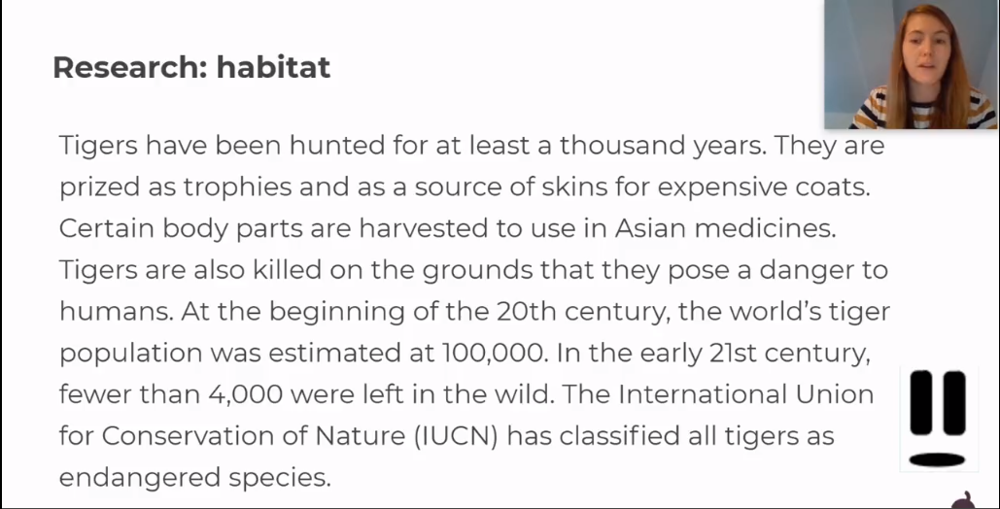 Research: habitat
Tigers have been hunted for at least a thousand years. They are
prized as trophies and as a source of skins for expensive coats.
Certain body parts are harvested to use in Asian medicines.
Tigers are also killed on the grounds that they pose a danger to
humans. At the beginning of the 20th century, the world’s tiger
population was estimated at 100,000. In the early 21st century,
fewer than 4,000 were left in the wild. The International Union
for Conservation of Nature (IUCN) has classified all tigers as
endangered species.